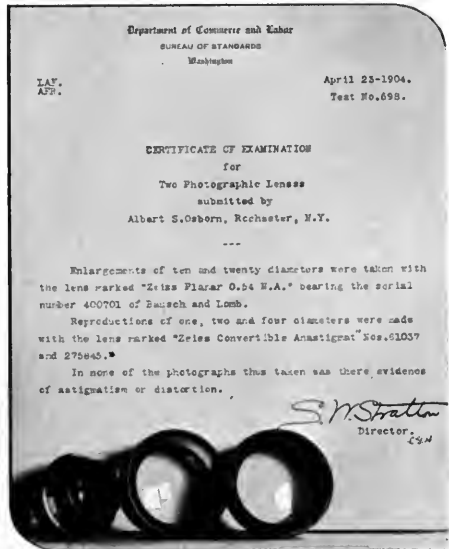 Department of Commerce and Labor
BUREAU OF STANDARDS
Washington
LAF.
AFB.
April 23-1904.
Test No.698.
CERTIFICATE OF EXAMINATION
for
Two Photographic Lenses
submitted by
Albert S.Osborn, Rochester, N.Y.
---
Enlargements of ten and twenty diameters were taken with
the lens marked "Zeiss Planar 0.54 N.A." bearing the serial
number 400701 of Bausch and Lomb.
Reproductions of one, two and four diameters were made
with the lens marked "Zeiss Convertible Anastigmat" Nos.61037
and 275845."
In none of the photographs thus taken was there evidence
of astigmatism or distortion.
S. W. Stratton
Director.